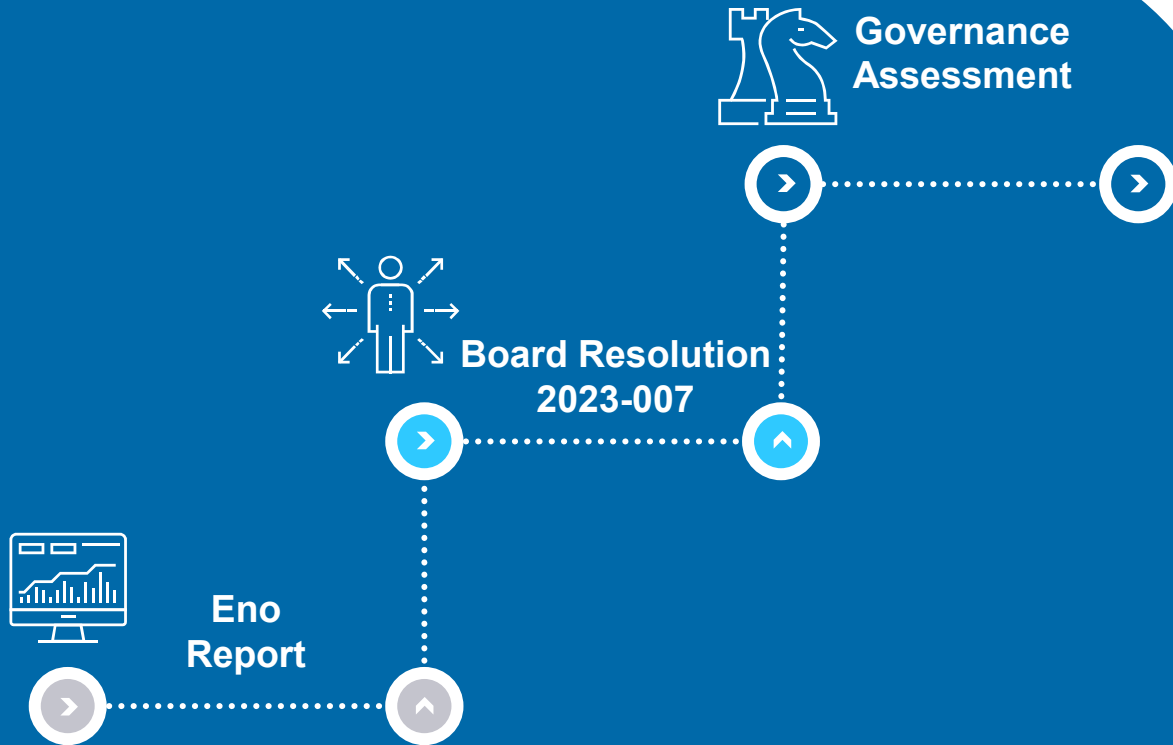 Governance
Assessment
Board Resolution
2023-007
Eno
Report